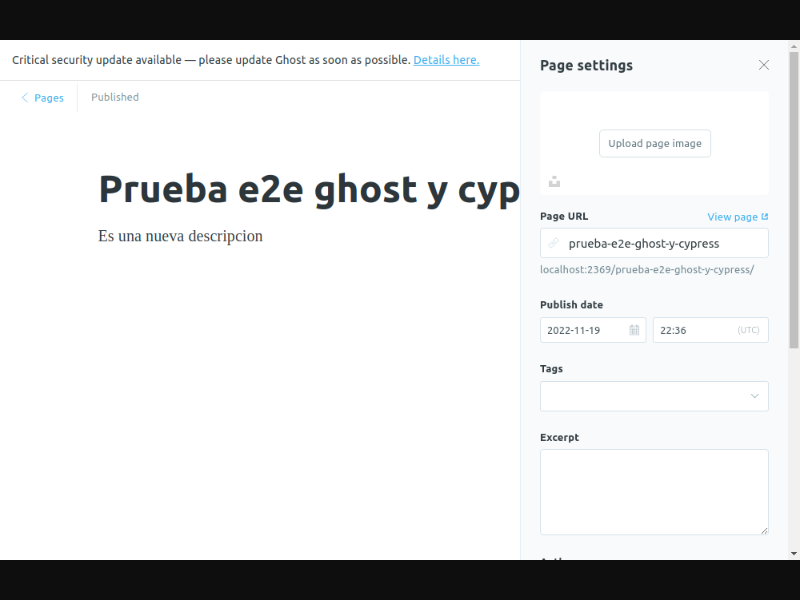 Critical security update available — please update Ghost as soon as possible. Details here.
Pages
Published
Prueba e2e ghost y cyp
Es una nueva descripcion
Page settings
Upload page image
Page URL
View page
prueba-e2e-ghost-y-cypress
localhost:2369/prueba-e2e-ghost-y-cypress/
Publish date
2022-11-19
22:36
(UTC)
Tags
Excerpt